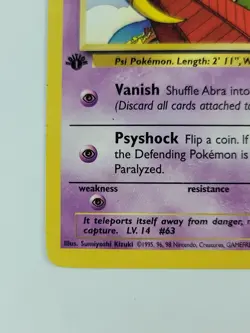 Psi Pokémon. Length: 2' 11", W
1
Vanish Shuffle Abra into
(Discard all cards attached to
Psyshock Flip a coin. If
the Defending Pokémon is
Paralyzed.
weakness resistance
It teleports itself away from danger,
capture. LV. 14 #63
Illus. Sumiyoshi Kizuki ©1995, 96, 98 Nintendo, Creatures, GAMEFREAK